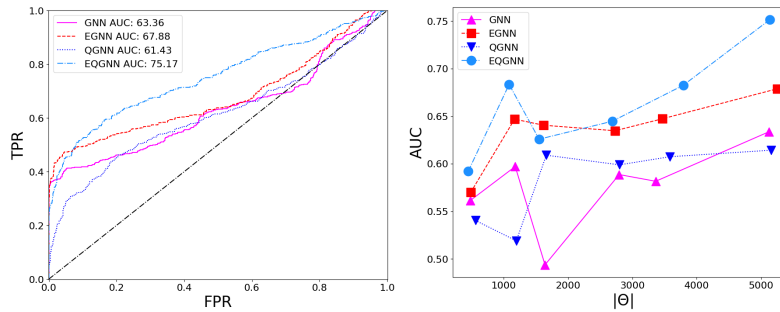 GNN AUC: 63.36
EGNN AUC: 67.88
QGNN AUC: 61.43
EQGNN AUC: 75.17
TPR
1.0
0.8
0.6
0.4
0.2
0.0
0.0 0.2 0.4 0.6 0.8 1.0
FPR
GNN
EGNN
QGNN
EQGNN
AUC
0.75
0.70
0.65
0.60
0.55
0.50
1000 2000 3000 4000 5000
|Θ|